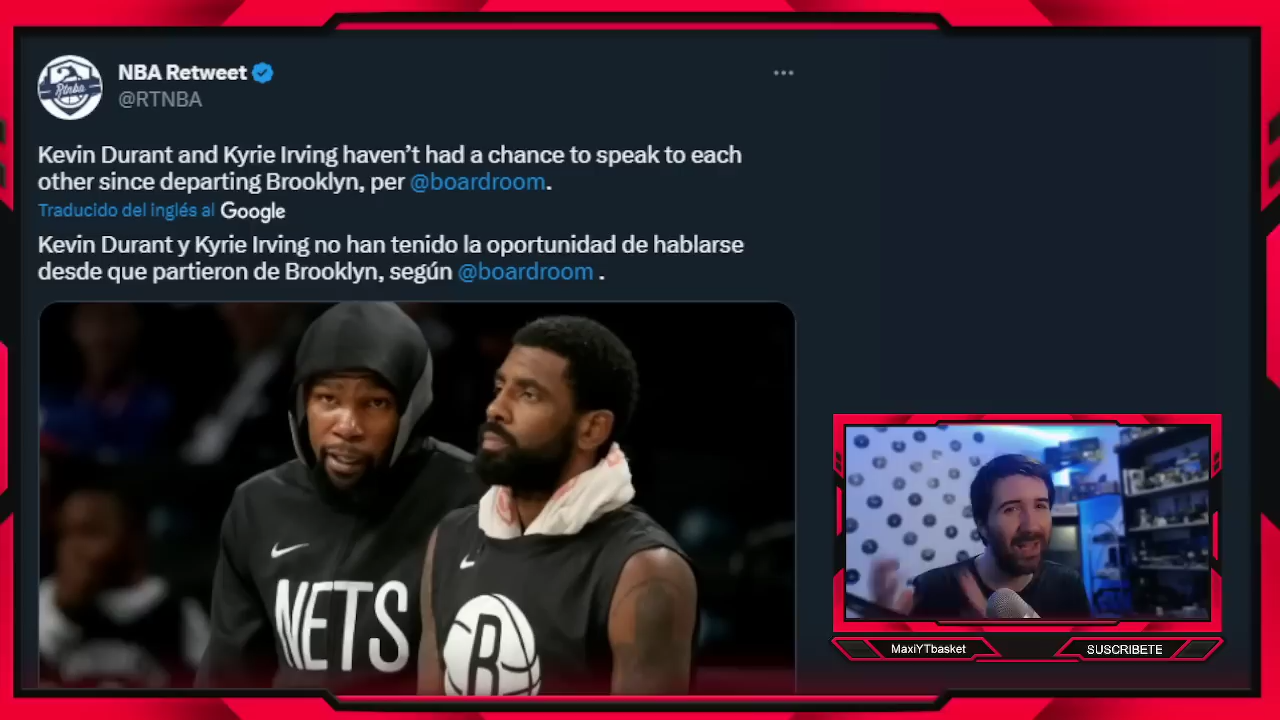 NBA Retweet
@RTNBA
Rtnba
Kevin Durant and Kyrie Irving haven’t had a chance to speak to each
other since departing Brooklyn, per @boardroom.
Traducido del inglés al Google
Kevin Durant y Kyrie Irving no han tenido la oportunidad de hablarse
desde que partieron de Brooklyn, según @boardroom .
NETS
B
MaxiYTbasket
SUSCRIBETE